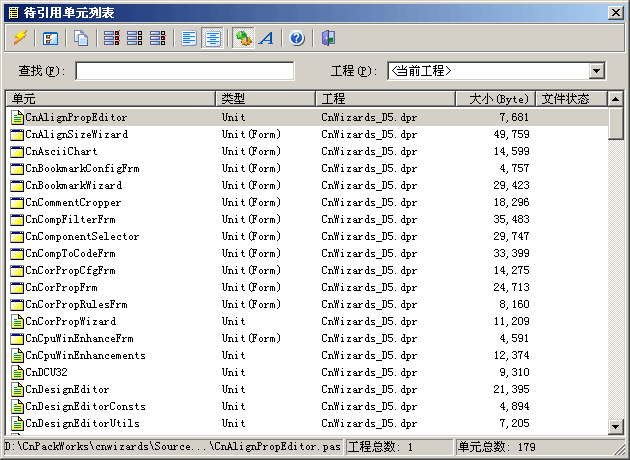 待引用单元列表
查找(F): 工程(P): <当前工程>
单元 类型 工程 大小(Byte) 文件状态
CnAlignPropEditor Unit CnWizards_D5.dpr 7,681
CnAlignSizeWizard Unit(Form) CnWizards_D5.dpr 49,759
CnAsciiChart Unit(Form) CnWizards_D5.dpr 14,599
CnBookmarkConfigFrm Unit(Form) CnWizards_D5.dpr 4,757
CnBookmarkWizard Unit(Form) CnWizards_D5.dpr 29,423
CnCommentCropper Unit(Form) CnWizards_D5.dpr 18,296
CnCompFilterFrm Unit(Form) CnWizards_D5.dpr 35,483
CnComponentSelector Unit(Form) CnWizards_D5.dpr 29,747
CnCompToCodeFrm Unit(Form) CnWizards_D5.dpr 33,399
CnCorPropCfgFrm Unit(Form) CnWizards_D5.dpr 14,275
CnCorPropFrm Unit(Form) CnWizards_D5.dpr 24,713
CnCorPropRulesFrm Unit(Form) CnWizards_D5.dpr 8,160
CnCorPropWizard Unit CnWizards_D5.dpr 11,209
CnCpuWinEnhanceFrm Unit(Form) CnWizards_D5.dpr 4,591
CnCpuWinEnhancements Unit CnWizards_D5.dpr 12,374
CnDCU32 Unit CnWizards_D5.dpr 9,310
CnDesignEditor Unit CnWizards_D5.dpr 21,395
CnDesignEditorConsts Unit CnWizards_D5.dpr 4,894
CnDesignEditorUtils Unit CnWizards_D5.dpr 7,205
D:\CnPackWorks\cnwizards\Source...\CnAlignPropEditor.pas 工程总数: 1 单元总数: 179